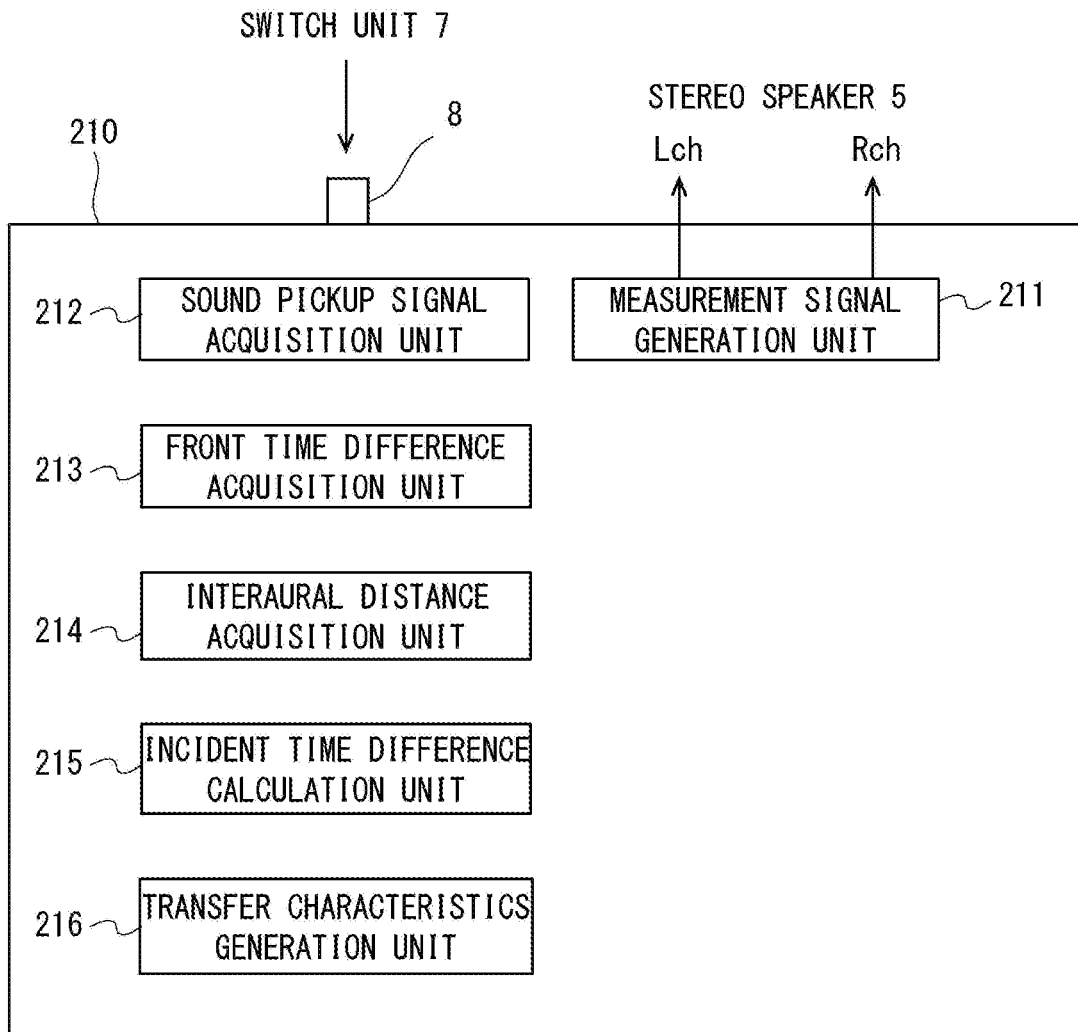 SWITCH UNIT 7
8
STEREO SPEAKER 5
210
Lch Rch
212
SOUND PICKUP SIGNAL
ACQUISITION UNIT
MEASUREMENT SIGNAL
GENERATION UNIT
211
213
FRONT TIME DIFFERENCE
ACQUISITION UNIT
214
INTERAURAL DISTANCE
ACQUISITION UNIT
215
INCIDENT TIME DIFFERENCE
CALCULATION UNIT
216
TRANSFER CHARACTERISTICS
GENERATION UNIT